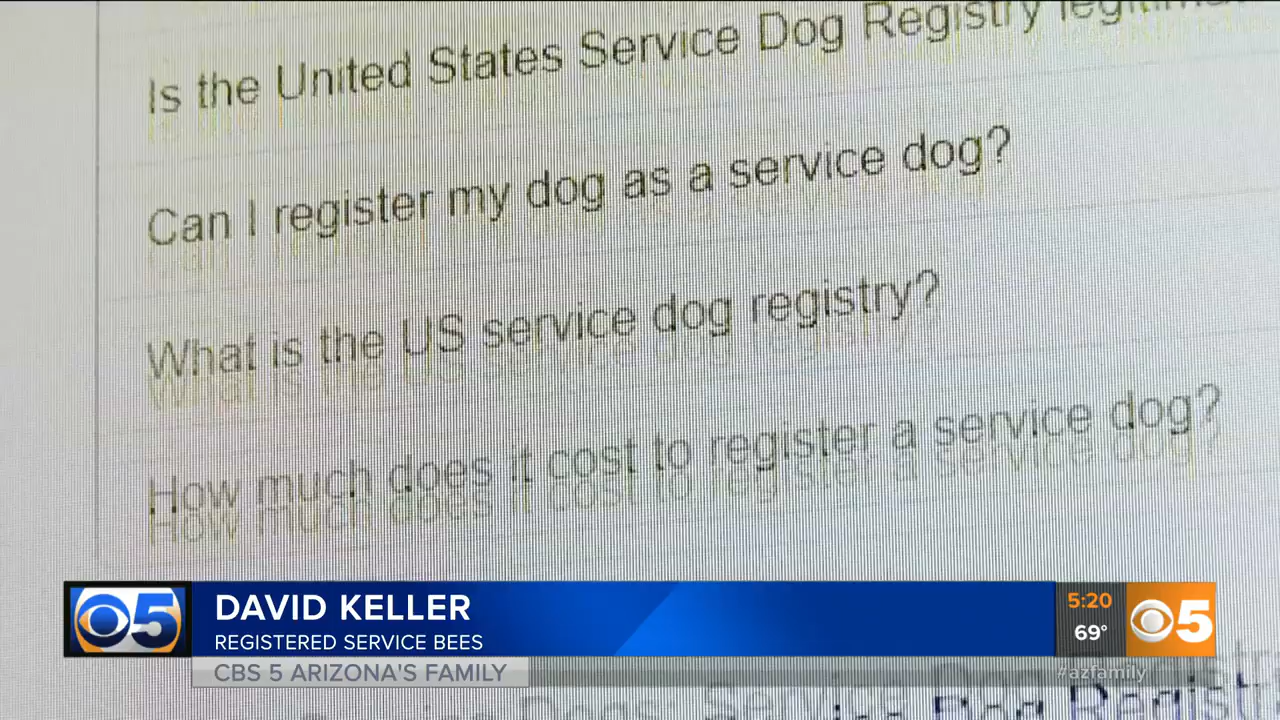 Is the United States Service Dog Registry
Can I register my dog as a service dog?
What is the US service dog registry?
How much does it cost to register a service dog?
5
DAVID KELLER
REGISTERED SERVICE BEES
CBS 5 ARIZONA'S FAMILY
5:20
69°
5
#azfamily